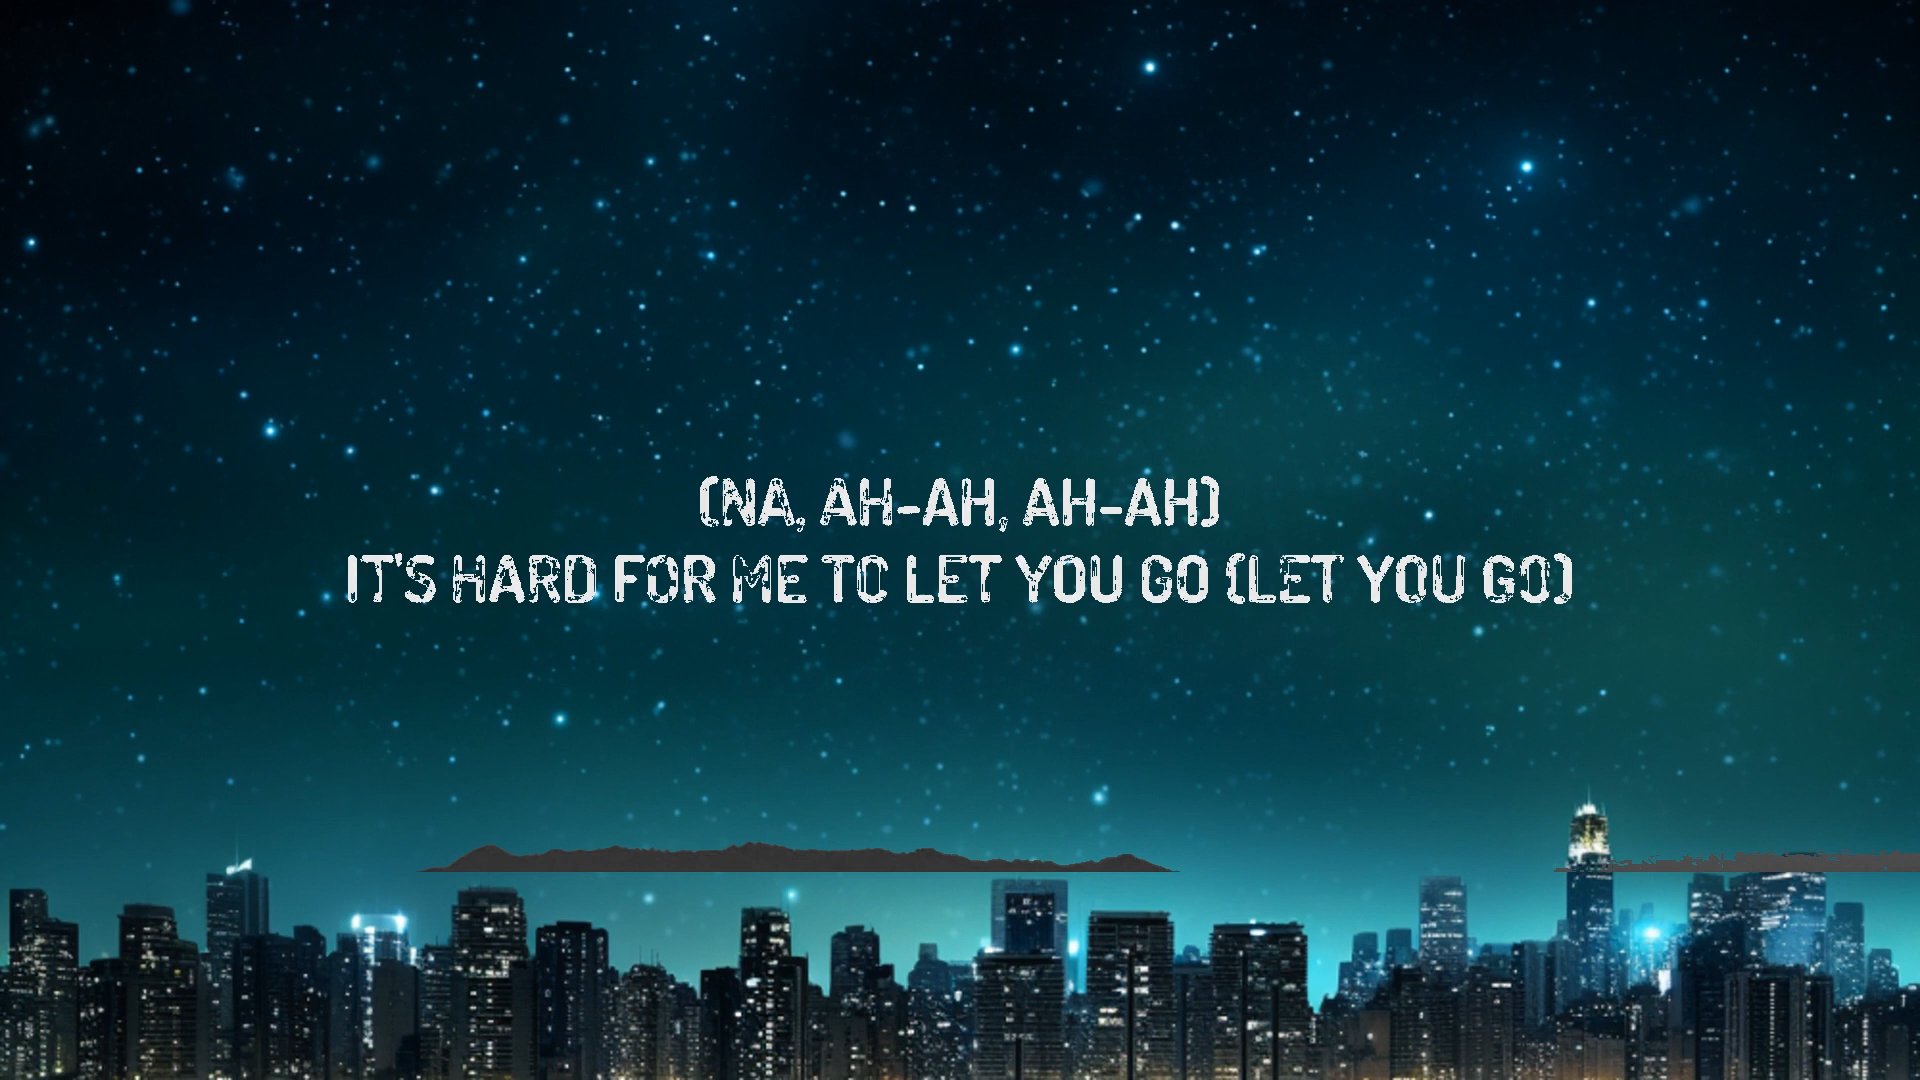 (NA, AH-AH, AH-AH)
IT'S HARD FOR ME TO LET YOU GO (LET YOU GO)